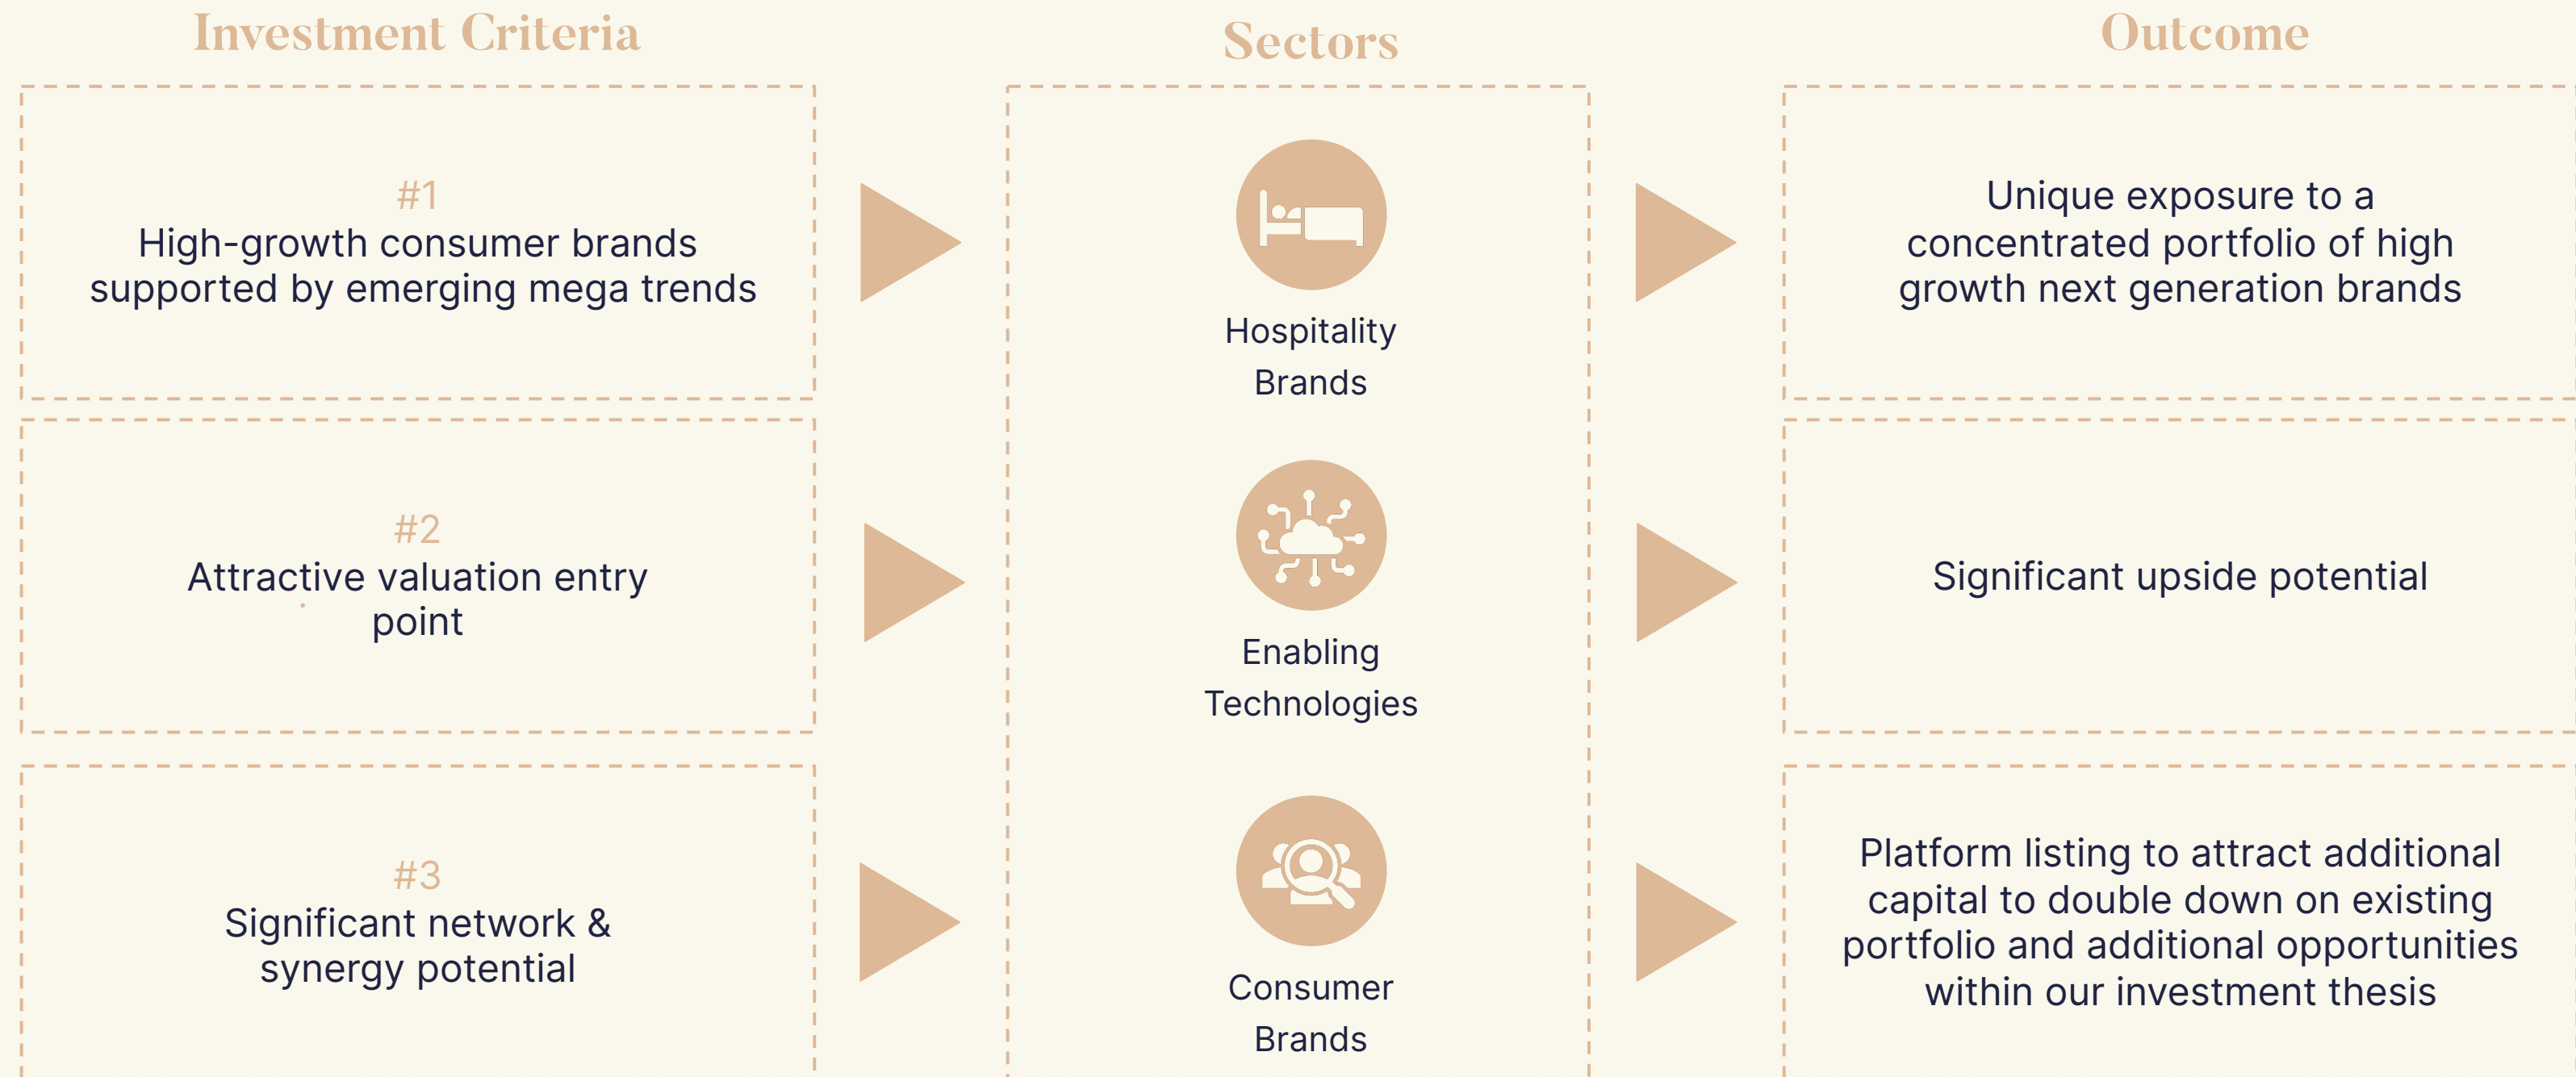 Investment Criteria
Sectors
Outcome
#1
High-growth consumer brands
supported by emerging mega trends
Hospitality
Brands
Unique exposure to a
concentrated portfolio of high
growth next generation brands
#2
Attractive valuation entry
point
Enabling
Technologies
Significant upside potential
#3
Significant network &
synergy potential
Consumer
Brands
Platform listing to attract additional
capital to double down on existing
portfolio and additional opportunities
within our investment thesis